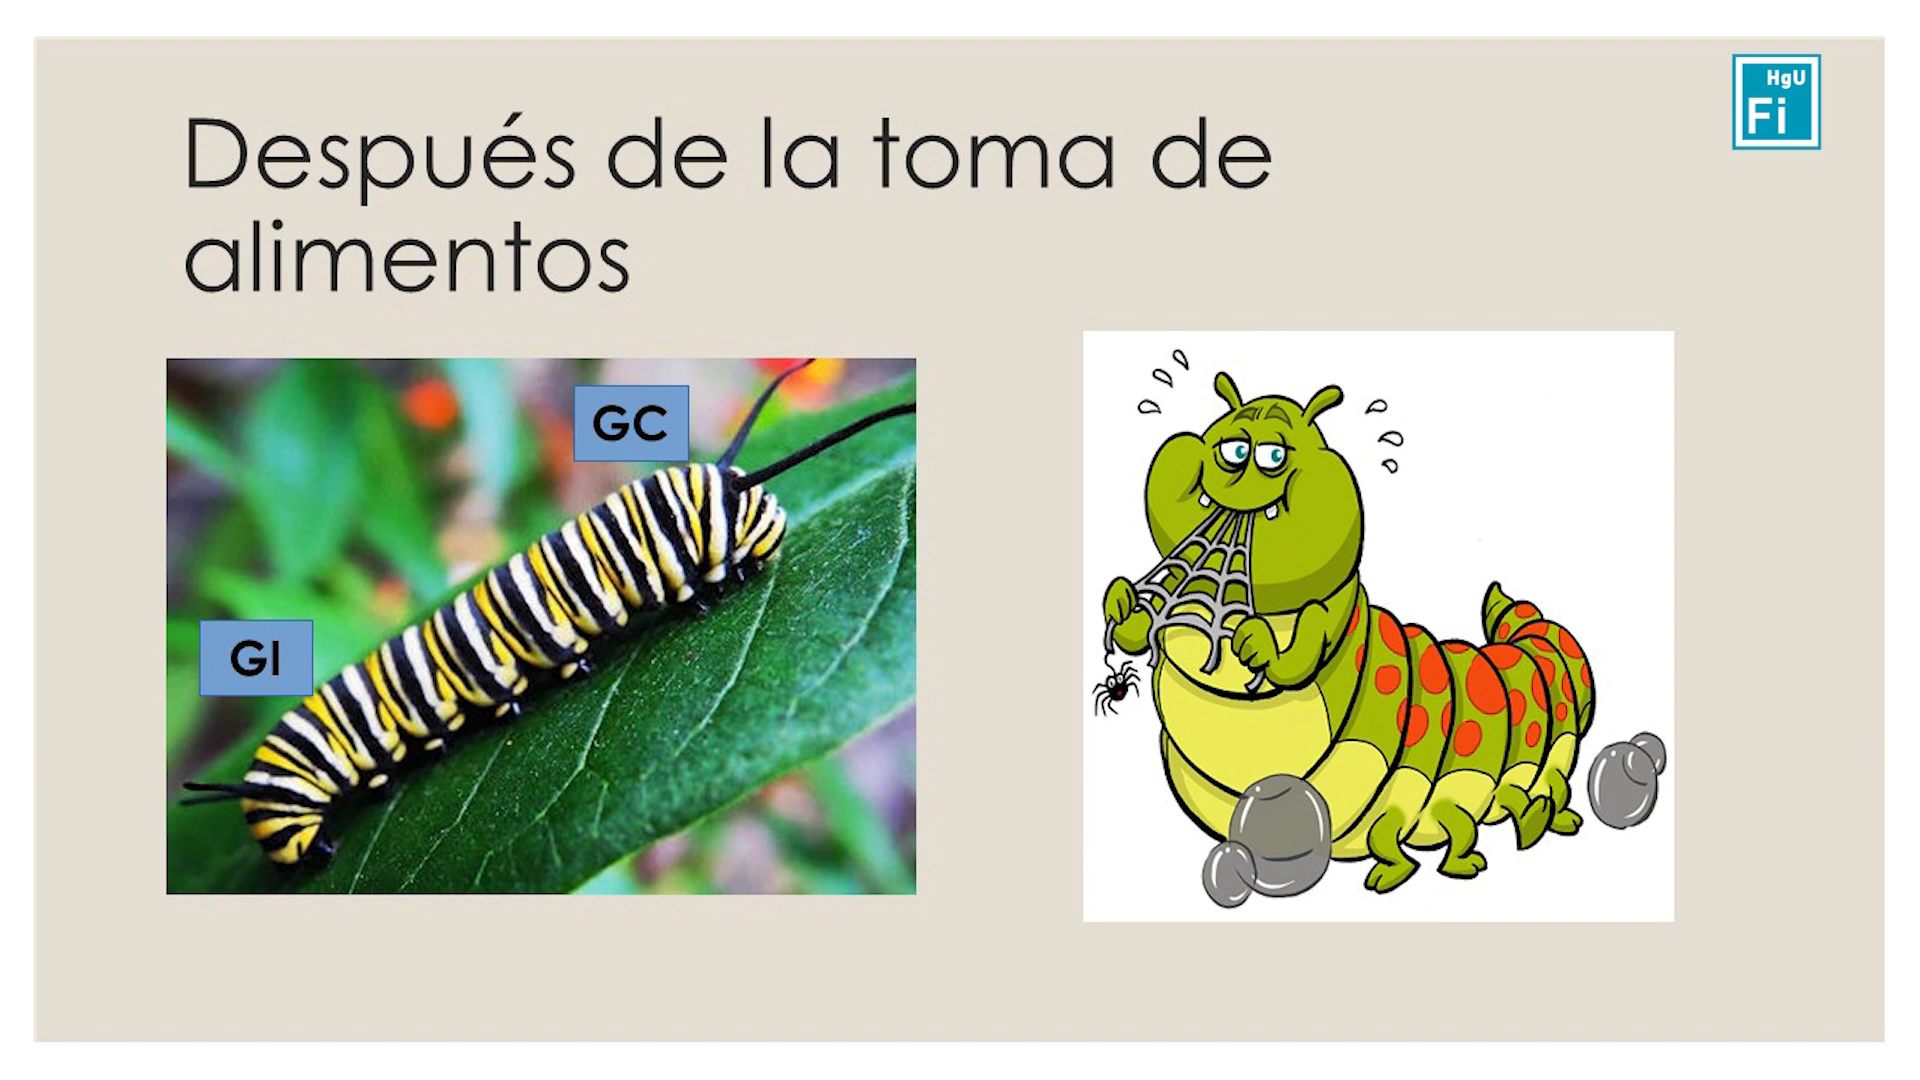 HgU
Fi
Después de la toma de
alimentos
GC
GI